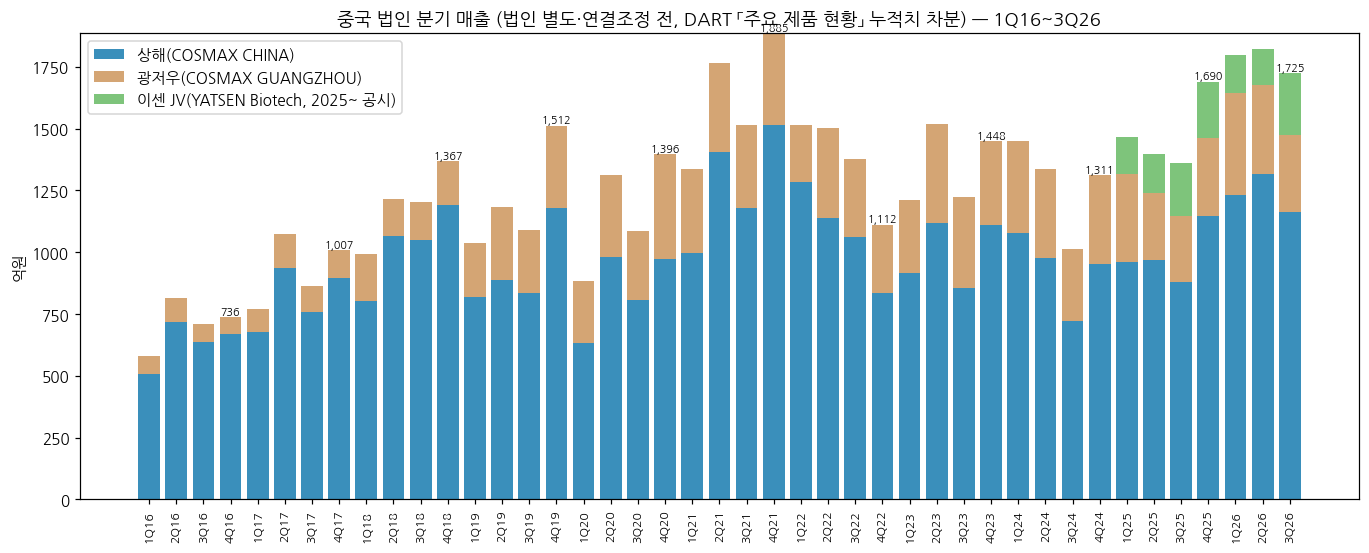 중국 법인 분기 매출 (법인 별도·연결조정 전, DART 「주요 제품 현황」 누적치 차분) — 1Q16~3Q26
상해(COSMAX CHINA)
광저우(COSMAX GUANGZHOU)
이센 JV(YATSEN Biotech, 2025~ 공시)
억원
1750
1500
1250
1000
750
500
250
0
736
1,007
1,367
1,512
1,396
1,885
1,112
1,448
1,311
1,690
1,725
1Q16
2Q16
3Q16
4Q16
1Q17
2Q17
3Q17
4Q17
1Q18
2Q18
3Q18
4Q18
1Q19
2Q19
3Q19
4Q19
1Q20
2Q20
3Q20
4Q20
1Q21
2Q21
3Q21
4Q21
1Q22
2Q22
3Q22
4Q22
1Q23
2Q23
3Q23
4Q23
1Q24
2Q24
3Q24
4Q24
1Q25
2Q25
3Q25
4Q25
1Q26
2Q26
3Q26